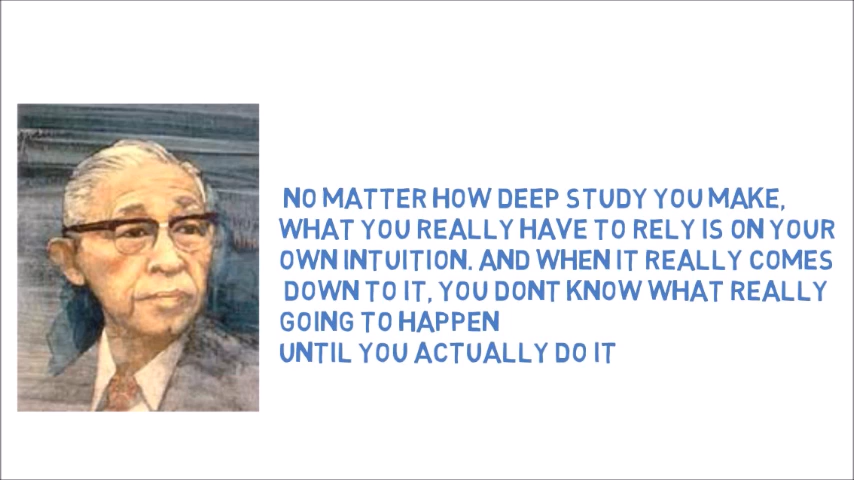 NO MATTER HOW DEEP STUDY YOU MAKE,
WHAT YOU REALLY HAVE TO RELY IS ON YOUR
OWN INTUITION. AND WHEN IT REALLY COMES
DOWN TO IT, YOU DONT KNOW WHAT REALLY
GOING TO HAPPEN
UNTIL YOU ACTUALLY DO IT